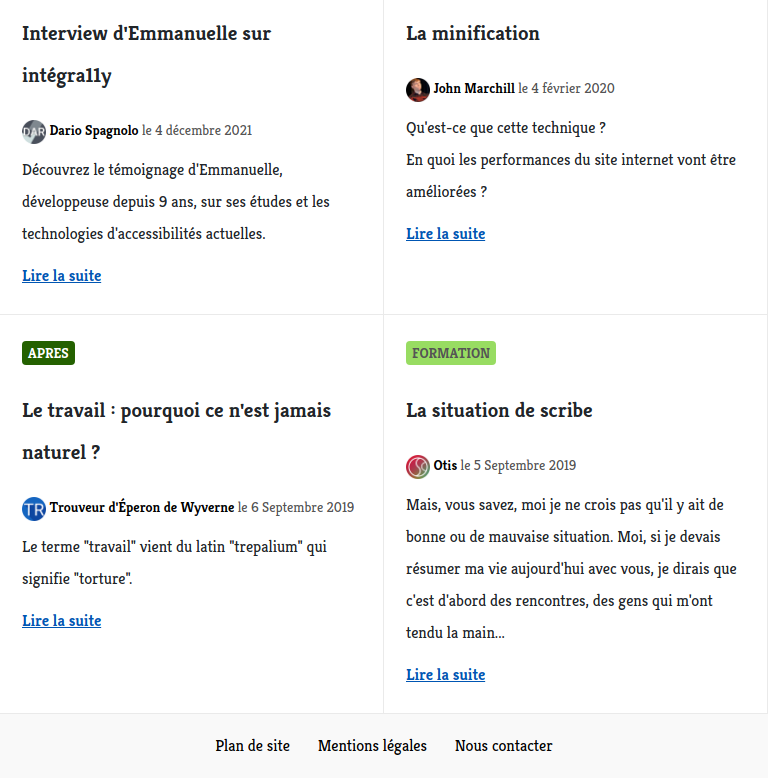 Interview d'Emmanuelle sur
intégra11y
DAR
Dario Spagnolo le 4 décembre 2021
Découvrez le témoignage d'Emmanuelle,
développeuse depuis 9 ans, sur ses études et les
technologies d'accessibilités actuelles.
Lire la suite
La minification
John Marchill le 4 février 2020
Qu'est-ce que cette technique ?
En quoi les performances du site internet vont être
améliorées ?
Lire la suite
APRES
Le travail : pourquoi ce n'est jamais
naturel ?
TR
Trouveur d'Éperon de Wyverne le 6 Septembre 2019
Le terme "travail" vient du latin "trepalium" qui
signifie "torture".
Lire la suite
FORMATION
La situation de scribe
Otis le 5 Septembre 2019
Mais, vous savez, moi je ne crois pas qu'il y ait de
bonne ou de mauvaise situation. Moi, si je devais
résumer ma vie aujourd'hui avec vous, je dirais que
c'est d'abord des rencontres, des gens qui m'ont
tendu la main...
Lire la suite
Plan de site Mentions légales Nous contacter